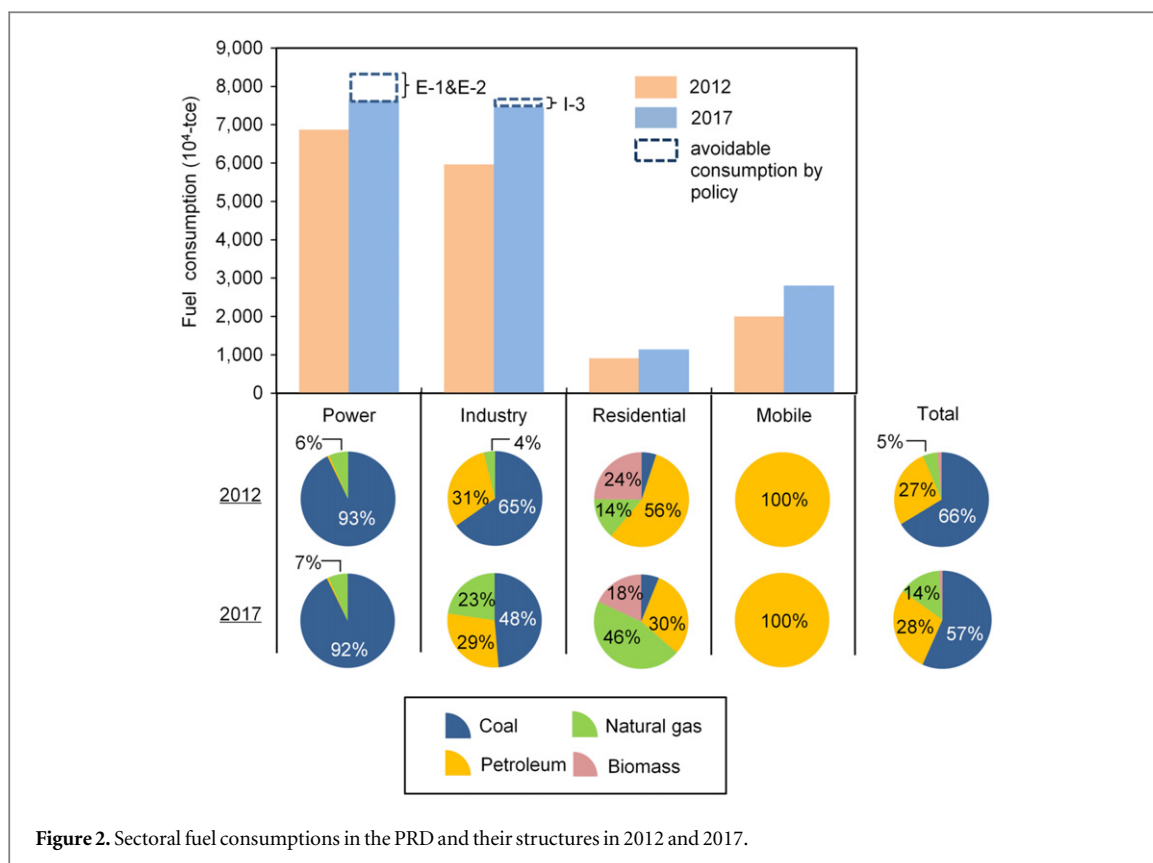 9,000
8,000
7,000
6,000
5,000
4,000
3,000
2,000
1,000
0
Fuel consumption (10⁴-tce)
E-1&E-2
I-3
2012
2017
avoidable
consumption by
policy
Power Industry Residential Mobile Total
2012
6% 93%
4% 31% 65%
24% 14% 56%
100%
5% 27% 66%
2017
7% 92%
23% 48% 29%
18% 30% 46%
100%
14% 28% 57%
Coal Natural gas
Petroleum Biomass
Figure 2. Sectoral fuel consumptions in the PRD and their structures in 2012 and 2017.